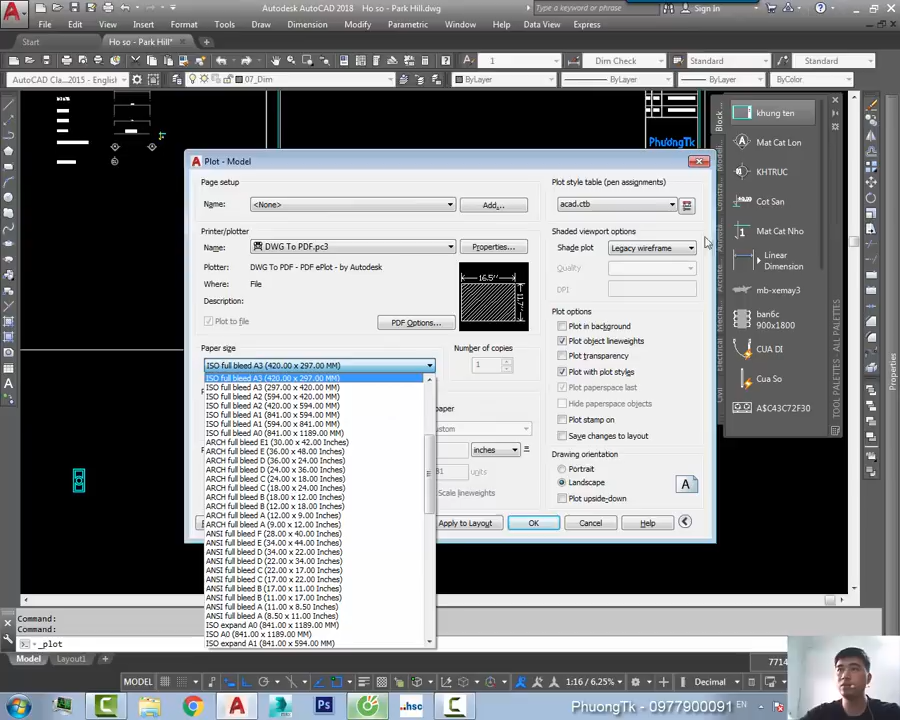 Autodesk AutoCAD 2018 Ho so - Park Hill.dwg
Type a keyword or phrase
Sign In
File Edit View Insert Format Tools Draw Dimension Modify Parametric Window Help Express
Start
Ho so - Park Hill*
1
Dim Check
Standard
Standard
AutoCAD Cla...5 - English
07_Dim
ByLayer
ByLayer
ByLayer
ByColor
PhươngTk
Plot - Model
Page setup
Name:
<None>
Add...
Printer/plotter
Name:
DWG To PDF.pc3
Properties...
Plotter:
DWG To PDF - PDF ePlot - by Autodesk
Where:
File
Description:
Plot to file
PDF Options...
16.5''
11.7''
Paper size
Number of copies
ISO full bleed A3 (420.00 x 297.00 MM)
1
ISO full bleed A3 (420.00 x 297.00 MM)
ISO full bleed A3 (297.00 x 420.00 MM)
ISO full bleed A2 (594.00 x 420.00 MM)
ISO full bleed A2 (420.00 x 594.00 MM)
ISO full bleed A1 (841.00 x 594.00 MM)
ISO full bleed A1 (594.00 x 841.00 MM)
ISO full bleed A0 (841.00 x 1189.00 MM)
ARCH full bleed E1 (30.00 x 42.00 Inches)
ARCH full bleed E (36.00 x 48.00 Inches)
ARCH full bleed D (36.00 x 24.00 Inches)
ARCH full bleed D (24.00 x 36.00 Inches)
ARCH full bleed C (24.00 x 18.00 Inches)
ARCH full bleed C (18.00 x 24.00 Inches)
ARCH full bleed B (18.00 x 12.00 Inches)
ARCH full bleed B (12.00 x 18.00 Inches)
ARCH full bleed A (12.00 x 9.00 Inches)
ARCH full bleed A (9.00 x 12.00 Inches)
ANSI full bleed F (28.00 x 40.00 Inches)
ANSI full bleed E (34.00 x 44.00 Inches)
ANSI full bleed D (34.00 x 22.00 Inches)
ANSI full bleed D (22.00 x 34.00 Inches)
ANSI full bleed C (22.00 x 17.00 Inches)
ANSI full bleed C (17.00 x 22.00 Inches)
ANSI full bleed B (17.00 x 11.00 Inches)
ANSI full bleed B (11.00 x 17.00 Inches)
ANSI full bleed A (11.00 x 8.50 Inches)
ANSI full bleed A (8.50 x 11.00 Inches)
ISO expand A0 (841.00 x 1189.00 MM)
ISO A0 (841.00 x 1189.00 MM)
ISO expand A1 (841.00 x 594.00 MM)
paper
inches
=
units
Scale lineweights
Apply to Layout
OK
Cancel
Help
Plot style table (pen assignments)
acad.ctb
Shaded viewport options
Shade plot
Legacy wireframe
Quality
DPI
Plot options
Plot in background
Plot object lineweights
Plot transparency
Plot with plot styles
Plot paperspace last
Hide paperspace objects
Plot stamp on
Save changes to layout
Drawing orientation
Portrait
Landscape
Plot upside-down
A
khung ten
Mat Cat Lon
KHTRUC
Cot San
Mat Cat Nho
Linear
Dimension
mb-xemay3
ban6c
900x1800
CUA DI
Cua So
A$C43C72F30
TOOL PALETTES - ALL PALETTES
Properties
Command:
Command:
_plot
Model
Layout1
7714
MODEL
1:16 / 6.25%
Decimal
Ps
..hsc
PhuongTk - 0977900091